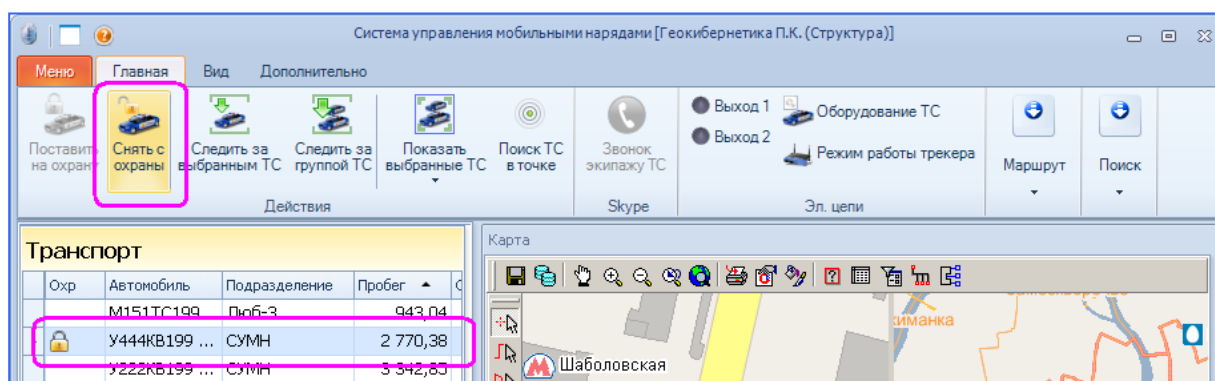 Система управления мобильными нарядами [Геокибернетика П.К. (Структура)]
Меню Главная Вид Дополнительно
Поставить на охрану
Снять с охраны
Следить за выбранным ТС
Следить за группой ТС
Показать выбранные ТС
Поиск ТС в точке
Действия
Звонок экипажу ТС
Skype
Выход 1
Выход 2
Оборудование ТС
Режим работы трекера
Эл. цепи
Маршрут
Поиск
Транспорт
Охр Автомобиль Подразделение Пробег
М151ТС199 Люб-3 943,04
У444КВ199 ... СУМН 2 770,38
У222КВ199 ... СУМН 3 342,85
Карта
Шаболовская